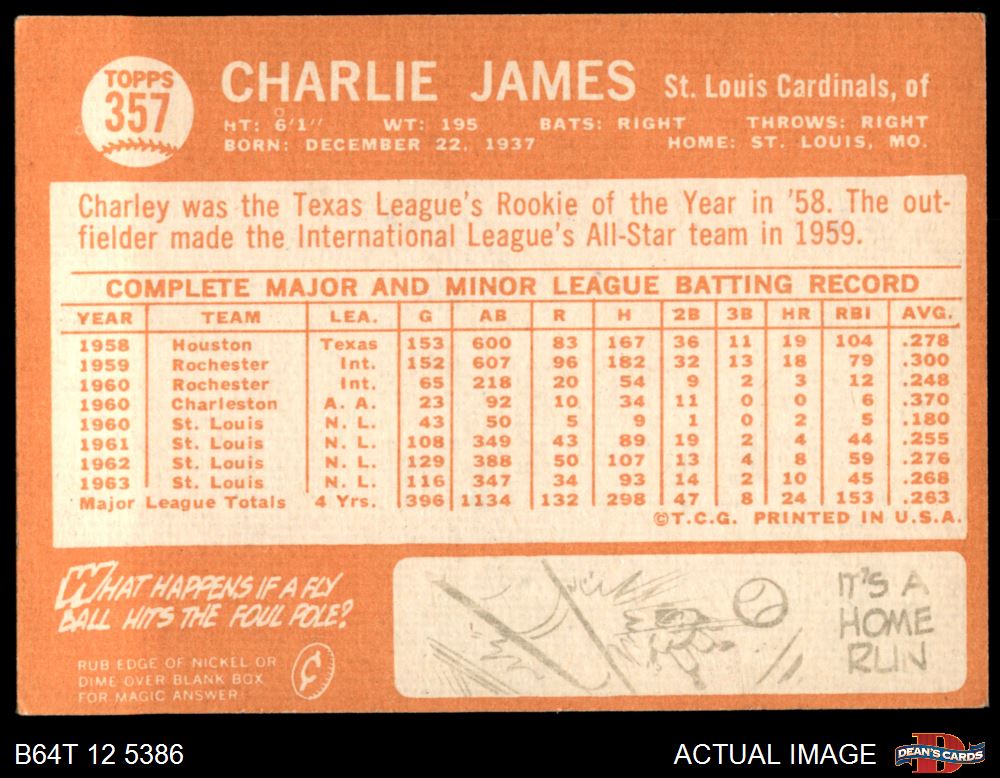 TOPPS
357
CHARLIE JAMES St. Louis Cardinals, of
HT: 6'1" WT: 195 BATS: RIGHT THROWS: RIGHT
BORN: DECEMBER 22, 1937 HOME: ST. LOUIS, MO.
Charley was the Texas League's Rookie of the Year in '58. The out-
fielder made the International League's All-Star team in 1959.
COMPLETE MAJOR AND MINOR LEAGUE BATTING RECORD
YEAR TEAM LEA. G AB R H 2B 3B HR RBI AVG.
1958 Houston Texas 153 600 83 167 36 11 19 104 .278
1959 Rochester Int. 152 607 96 182 32 13 18 79 .300
1960 Rochester Int. 65 218 20 54 9 2 3 12 .248
1960 Charleston A. A. 23 92 10 34 11 0 0 6 .370
1960 St. Louis N. L. 43 50 5 9 1 0 2 5 .180
1961 St. Louis N. L. 108 349 43 89 19 2 4 44 .255
1962 St. Louis N. L. 129 388 50 107 13 4 8 59 .276
1963 St. Louis N. L. 116 347 34 93 14 2 10 45 .268
Major League Totals 4 Yrs. 396 1134 132 298 47 8 24 153 .263
©T.C.G. PRINTED IN U.S.A.
WHAT HAPPENS IF A FLY
BALL HITS THE FOUL POLE?
RUB EDGE OF NICKEL OR
DIME OVER BLANK BOX
FOR MAGIC ANSWER
IT'S A
HOME
RUN
B64T 12 5386 ACTUAL IMAGE DEAN'S CARDS